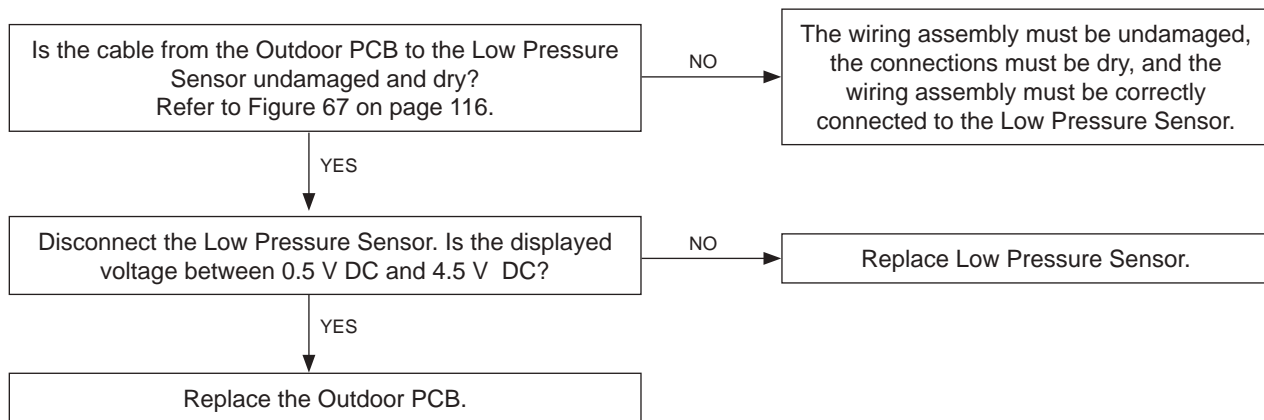 Is the cable from the Outdoor PCB to the Low Pressure
Sensor undamaged and dry?
Refer to Figure 67 on page 116.
NO
The wiring assembly must be undamaged,
the connections must be dry, and the
wiring assembly must be correctly
connected to the Low Pressure Sensor.
YES
Disconnect the Low Pressure Sensor. Is the displayed
voltage between 0.5 V DC and 4.5 V DC?
NO
Replace Low Pressure Sensor.
YES
Replace the Outdoor PCB.